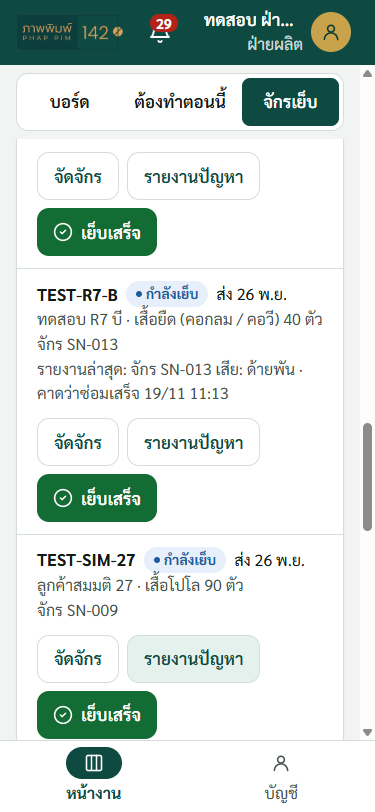 ภาพพิมพ์
PHAP PIM
142
29
ทดสอบ ฝ่า...
ฝ่ายผลิต
บอร์ด
ต้องทำตอนนี้
จักรเย็บ
จัดจักร
รายงานปัญหา
เย็บเสร็จ
TEST-R7-B กำลังเย็บ ส่ง 26 พ.ย.
ทดสอบ R7 บี · เสื้อยืด (คอกลม / คอวี) 40 ตัว
จักร SN-013
รายงานล่าสุด: จักร SN-013 เสีย: ด้ายพัน ·
คาดว่าซ่อมเสร็จ 19/11 11:13
จัดจักร
รายงานปัญหา
เย็บเสร็จ
TEST-SIM-27 กำลังเย็บ ส่ง 26 พ.ย.
ลูกค้าสมมติ 27 · เสื้อโปโล 90 ตัว
จักร SN-009
จัดจักร
รายงานปัญหา
เย็บเสร็จ
หน้างาน
บัญชี